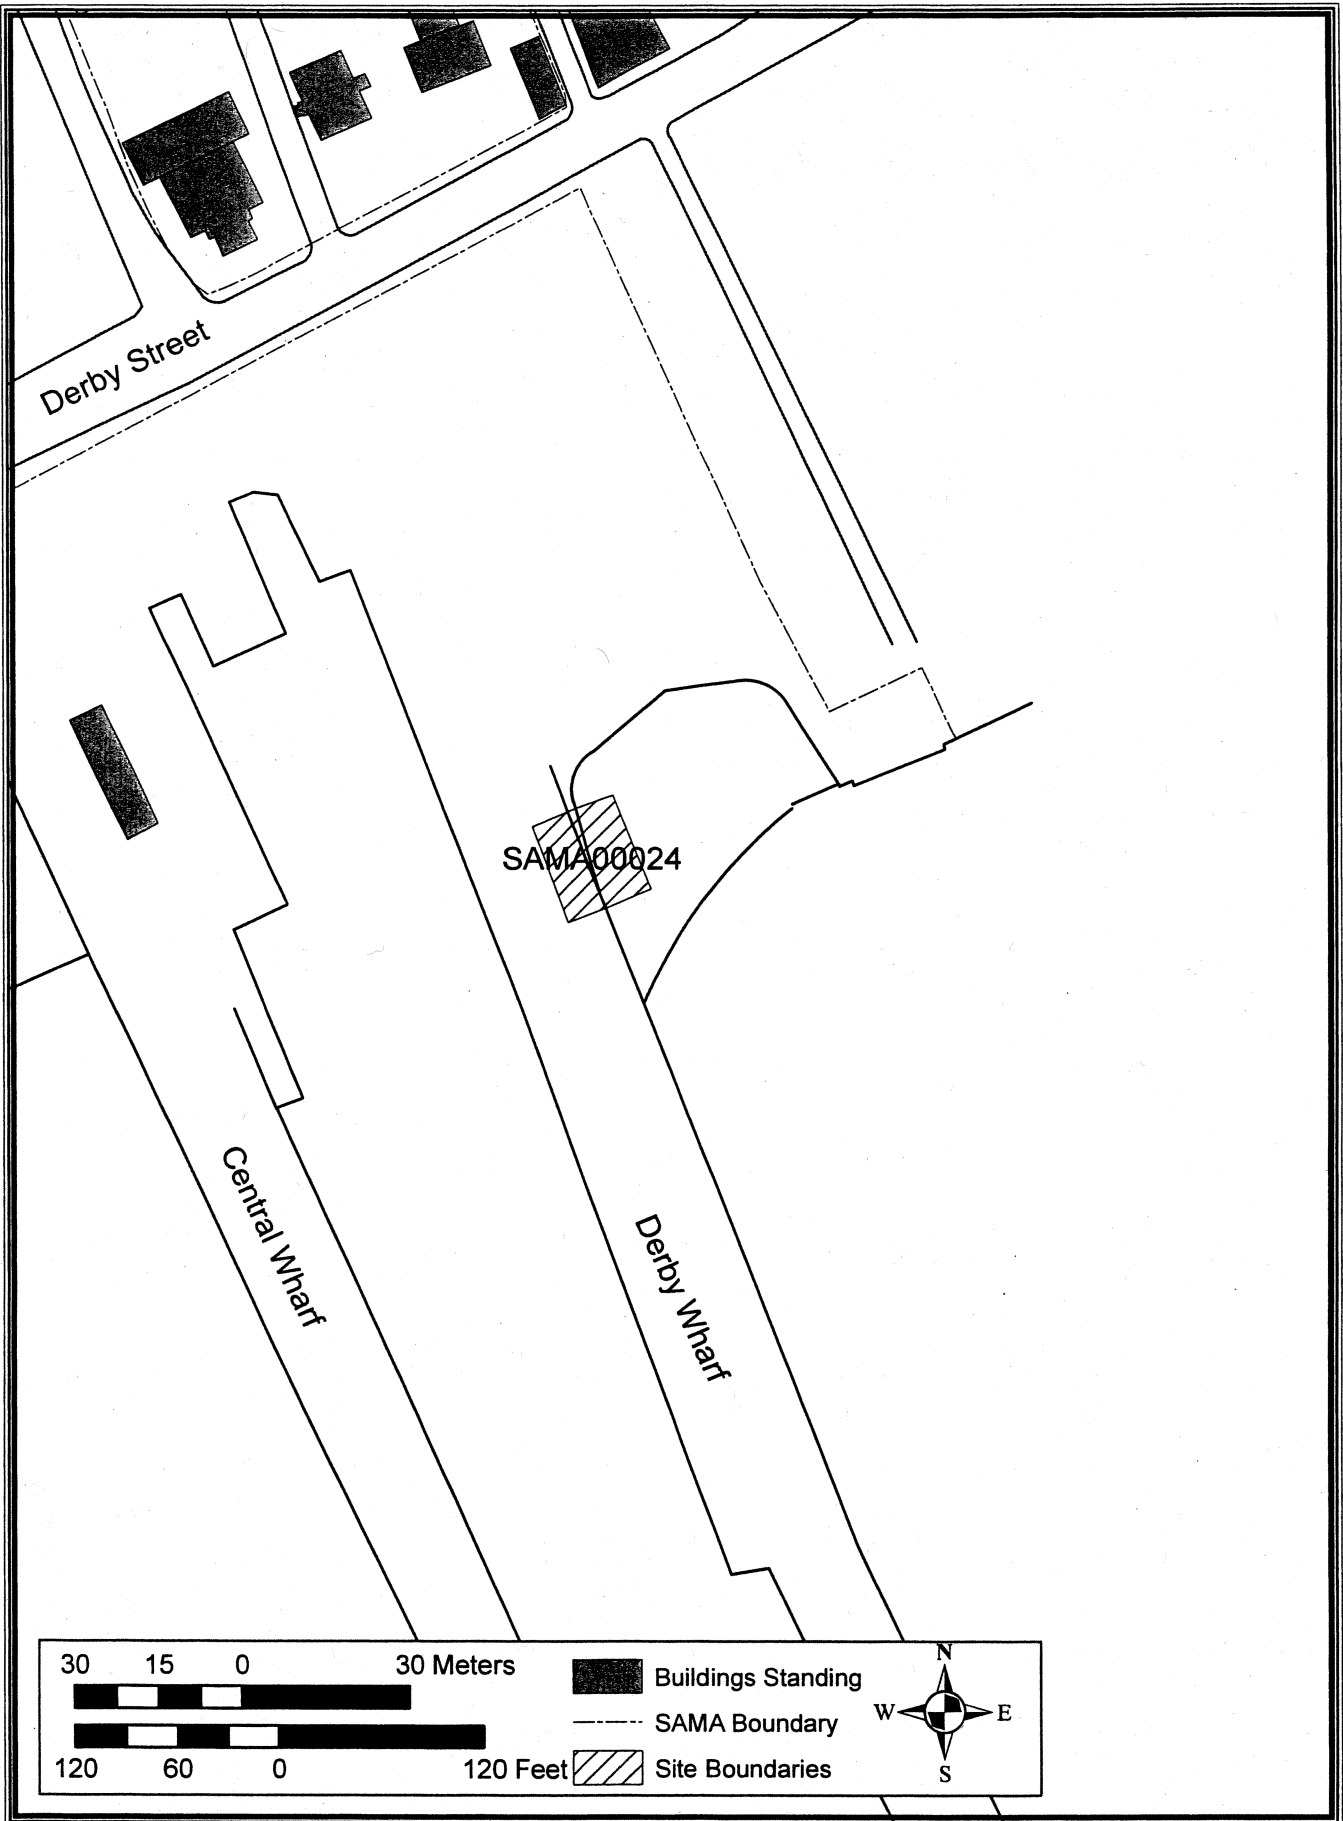 Derby Street
SAMA00024
Central Wharf
Derby Wharf
30 15 0 30 Meters
120 60 0 120 Feet
Buildings Standing
SAMA Boundary
Site Boundaries
N
W E
S